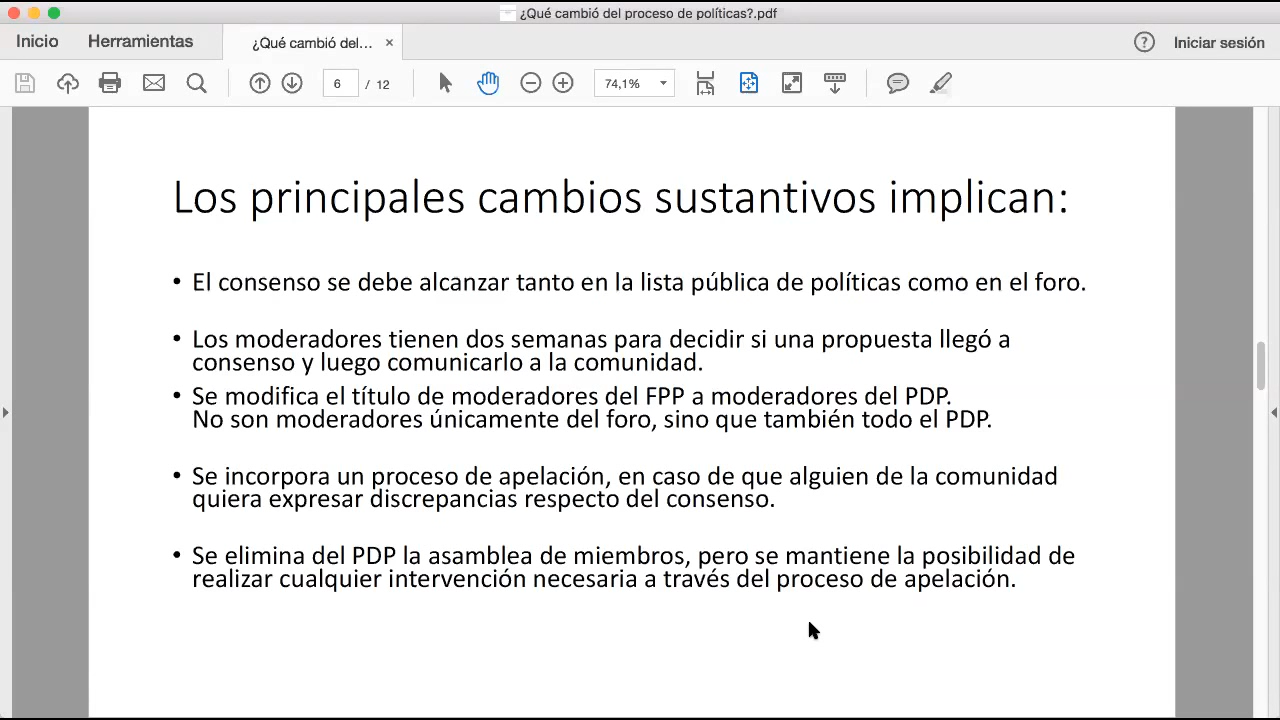 ¿Qué cambió del proceso de políticas?.pdf
Inicio
Herramientas
¿Qué cambió del...
×
?
Iniciar sesión
6
/ 12
74,1%
Los principales cambios sustantivos implican:
• El consenso se debe alcanzar tanto en la lista pública de políticas como en el foro.
• Los moderadores tienen dos semanas para decidir si una propuesta llegó a
consenso y luego comunicarlo a la comunidad.
• Se modifica el título de moderadores del FPP a moderadores del PDP.
No son moderadores únicamente del foro, sino que también todo el PDP.
• Se incorpora un proceso de apelación, en caso de que alguien de la comunidad
quiera expresar discrepancias respecto del consenso.
• Se elimina del PDP la asamblea de miembros, pero se mantiene la posibilidad de
realizar cualquier intervención necesaria a través del proceso de apelación.